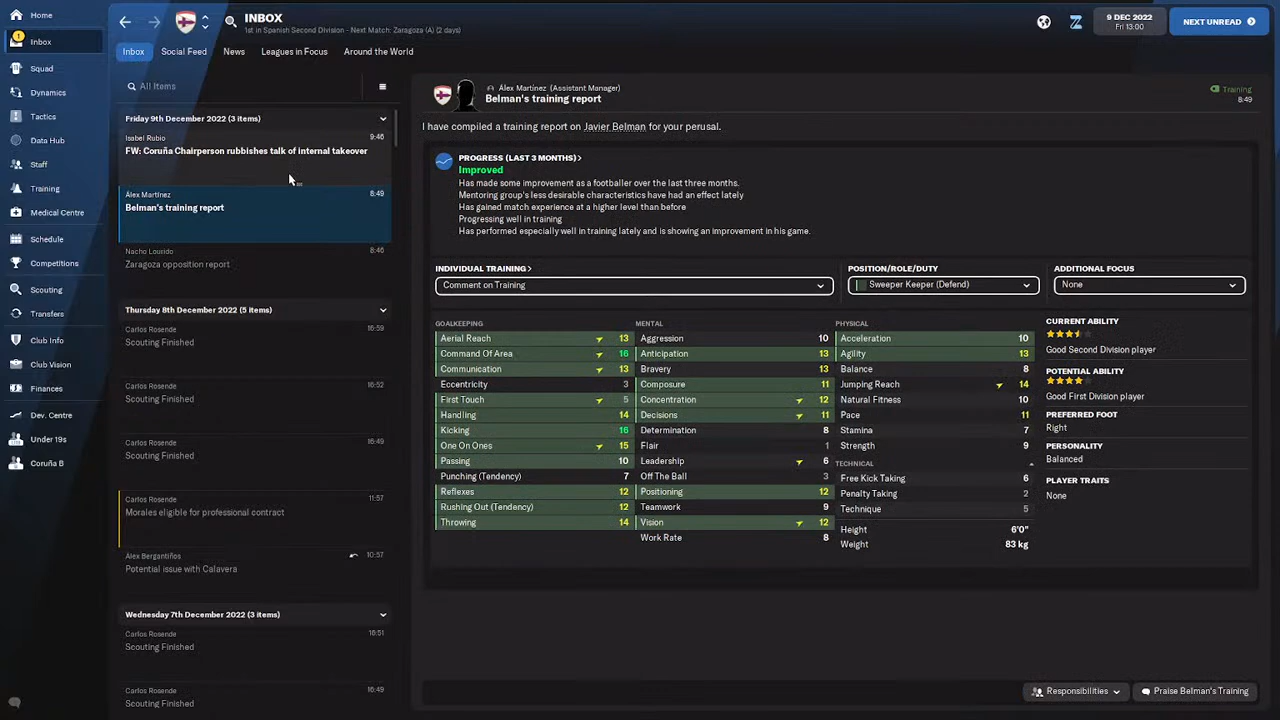 Home
Inbox
1
Squad
Dynamics
Tactics
Data Hub
Staff
Training
Medical Centre
Schedule
Competitions
Scouting
Transfers
Club Info
Club Vision
Finances
Dev. Centre
Under 19s
Coruña B
INBOX
1st in Spanish Second Division - Next Match: Zaragoza (A) (2 days)
9 DEC 2022
Fri 13:00
NEXT UNREAD
Inbox Social Feed News Leagues in Focus Around the World
All Items
Friday 9th December 2022 (3 items)
Isabel Rubio 9:46
FW: Coruña Chairperson rubbishes talk of internal takeover
Álex Martínez 8:49
Belman's training report
Nacho Louxido 8:46
Zaragoza opposition report
Thursday 8th December 2022 (5 items)
Carlos Rosende 16:59
Scouting Finished
Carlos Rosende 16:52
Scouting Finished
Carlos Rosende 16:49
Scouting Finished
Carlos Rosende 11:57
Morales eligible for professional contract
Álex Bergantiños 10:57
Potential issue with Calavera
Wednesday 7th December 2022 (3 items)
Carlos Rosende 16:51
Scouting Finished
Carlos Rosende 16:49
Scouting Finished
Álex Martínez (Assistant Manager)
Belman's training report
Training
8:49
I have compiled a training report on Javier Belman for your perusal.
PROGRESS (LAST 3 MONTHS)
Improved
Has made some improvement as a footballer over the last three months.
Mentoring group's less desirable characteristics have had an effect lately
Has gained match experience at a higher level than before
Progressing well in training
Has performed especially well in training lately and is showing an improvement in his game.
INDIVIDUAL TRAINING
Comment on Training
POSITION/ROLE/DUTY
Sweeper Keeper (Defend)
ADDITIONAL FOCUS
None
GOALKEEPING
Aerial Reach 13
Command Of Area 16
Communication 13
Eccentricity 3
First Touch 5
Handling 14
Kicking 16
One On Ones 15
Passing 10
Punching (Tendency) 7
Reflexes 12
Rushing Out (Tendency) 12
Throwing 14
MENTAL
Aggression 10
Anticipation 13
Bravery 13
Composure 11
Concentration 12
Decisions 11
Determination 8
Flair 1
Leadership 6
Off The Ball 3
Positioning 12
Teamwork 9
Vision 12
Work Rate 8
PHYSICAL
Acceleration 10
Agility 13
Balance 8
Jumping Reach 14
Natural Fitness 10
Pace 11
Stamina 7
Strength 9
TECHNICAL
Free Kick Taking 6
Penalty Taking 2
Technique 5
Height 6'0"
Weight 83 kg
CURRENT ABILITY
Good Second Division player
POTENTIAL ABILITY
Good First Division player
PREFERRED FOOT
Right
PERSONALITY
Balanced
PLAYER TRAITS
None
Responsibilities
Praise Belman's Training